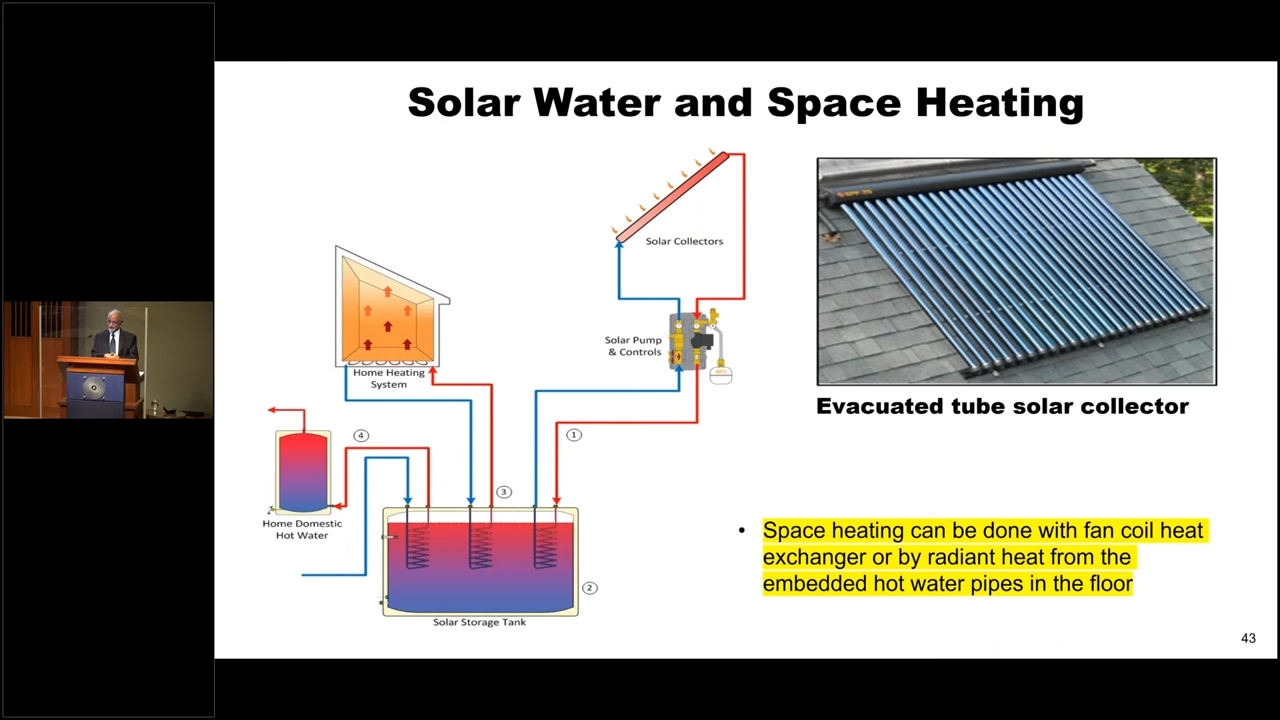 Solar Water and Space Heating
Solar Collectors
Solar Pump
& Controls
Home Heating
System
1
4
3
Home Domestic
Hot Water
2
Solar Storage Tank
Evacuated tube solar collector
• Space heating can be done with fan coil heat
exchanger or by radiant heat from the
embedded hot water pipes in the floor
43